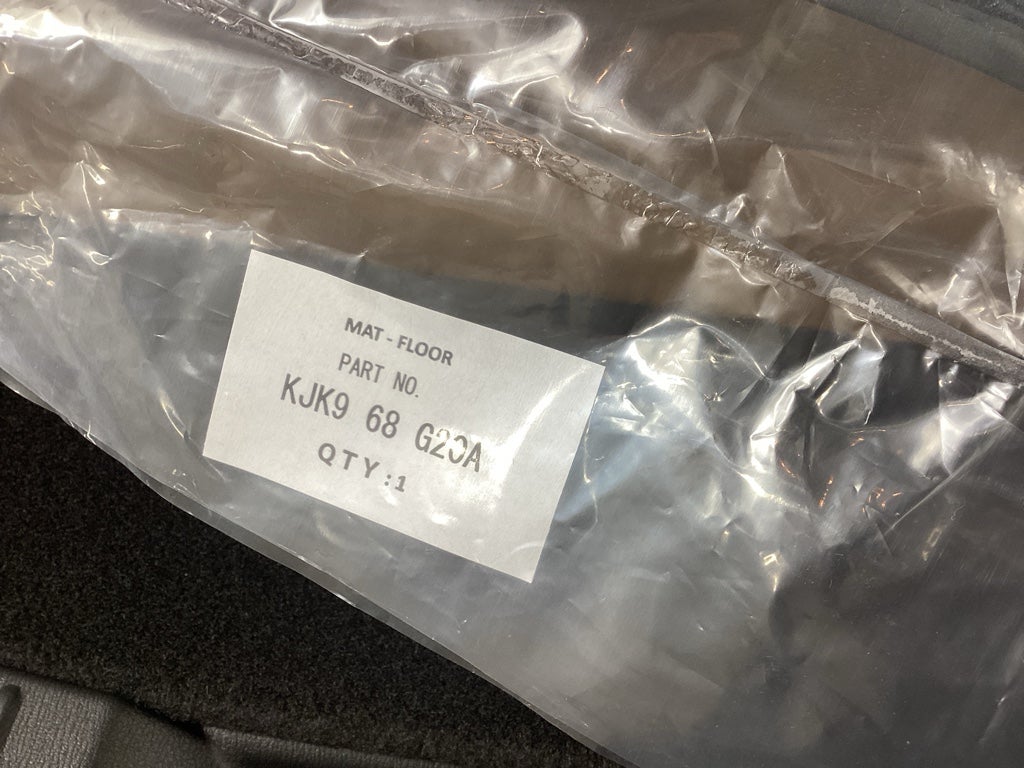 MAT - FLOOR
PART NO.
KJK9 68 G20A
QTY:1